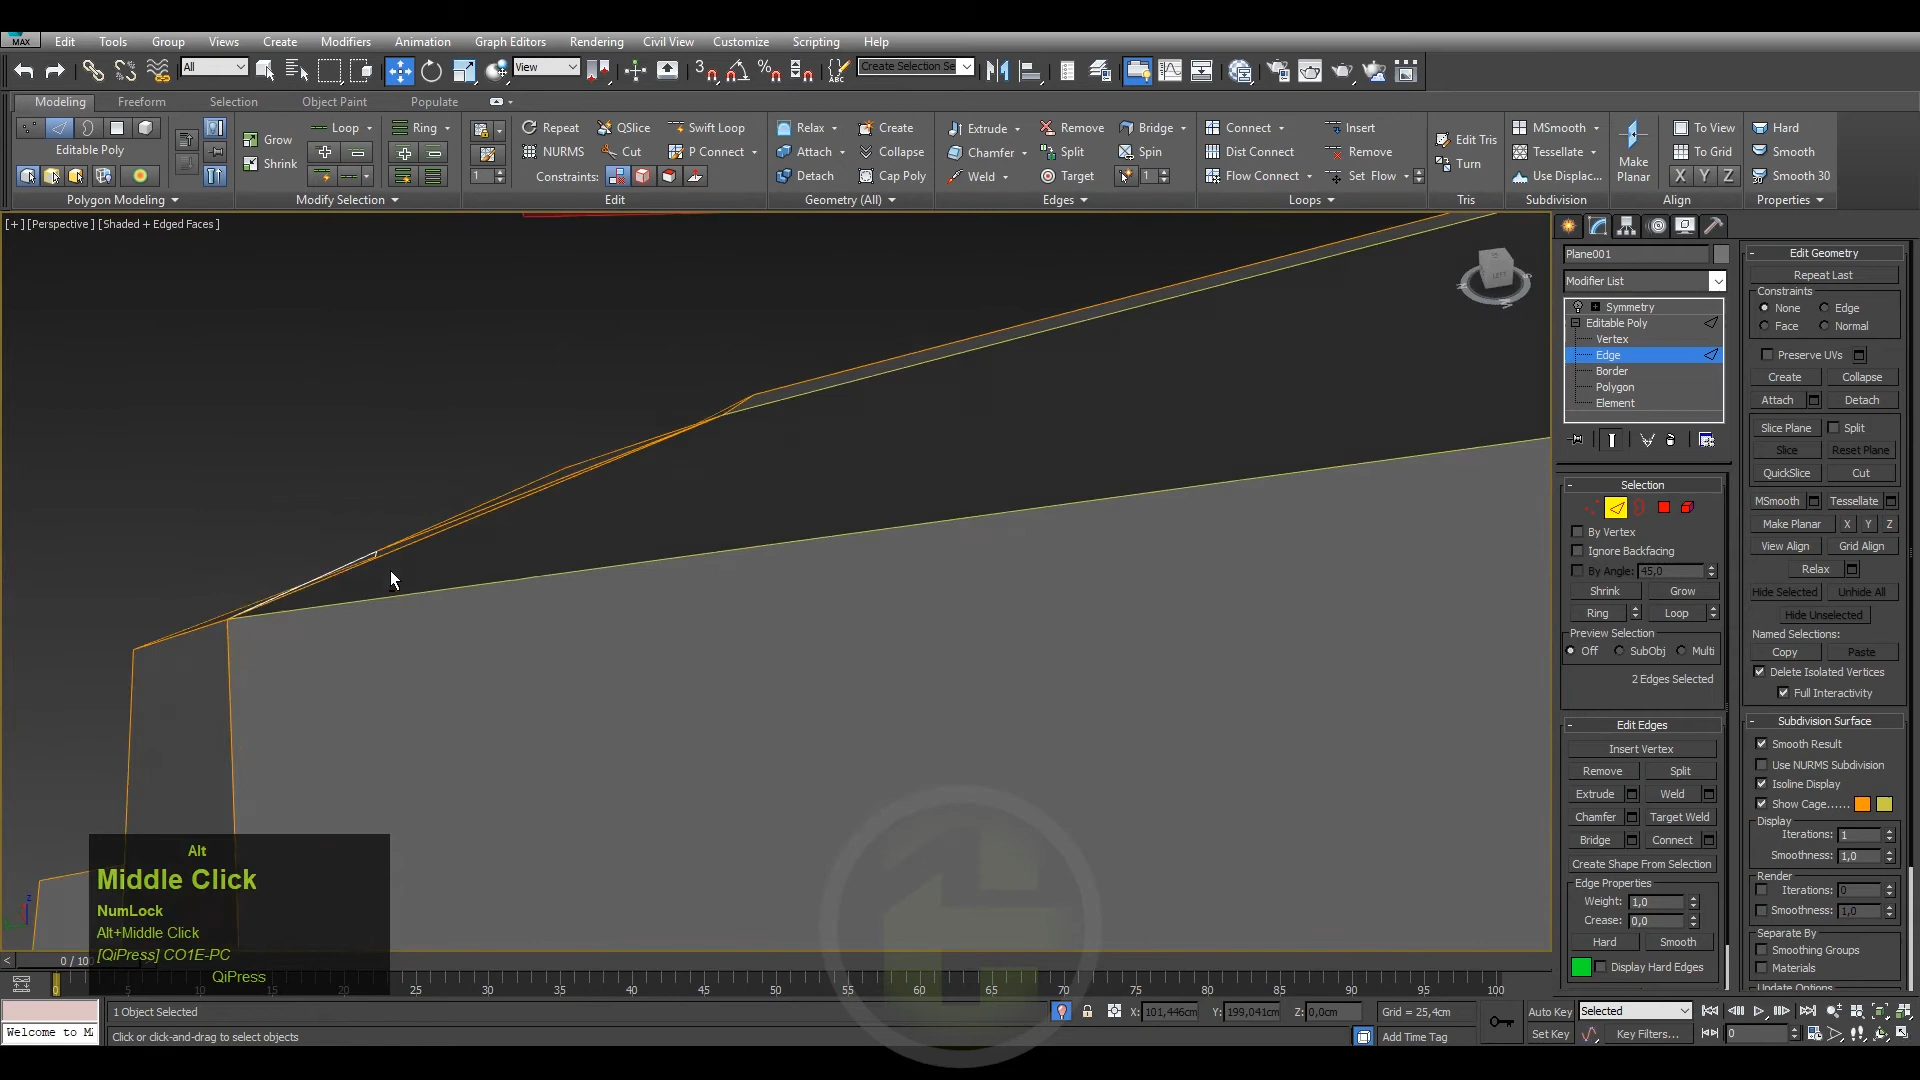 MAX Edit Tools Group Views Create Modifiers Animation Graph Editors Rendering Civil View Customize Scripting Help
All View Create Selection Se
Modeling Freeform Selection Object Paint Populate
Editable Poly
Grow Loop Ring Repeat QSlice Swift Loop Relax Create Extrude Remove Bridge Connect Insert Edit Tris MSmooth To View Hard
NURMS Cut P Connect Attach Collapse Chamfer Split Spin Dist Connect Remove Turn Tessellate Make Planar To Grid Smooth
Shrink 1 Constraints: Detach Cap Poly Weld Target 1 Flow Connect Set Flow Use Displac... X Y Z Smooth 30
Polygon Modeling Modify Selection Edit Geometry (All) Edges Loops Tris Subdivision Align Properties
[+] [Perspective ] [Shaded + Edged Faces ]
LEFT
Plane001
Modifier List
Symmetry
Editable Poly
Vertex
Edge
Border
Polygon
Element
Selection
By Vertex
Ignore Backfacing
By Angle: 45,0
Shrink Grow
Ring Loop
Preview Selection
Off SubObj Multi
2 Edges Selected
Edit Edges
Insert Vertex
Remove Split
Extrude Weld
Chamfer Target Weld
Bridge Connect
Create Shape From Selection
Edge Properties
Weight: 1,0
Crease: 0,0
Hard Smooth
Display Hard Edges
Edit Geometry
Repeat Last
Constraints
None Edge
Face Normal
Preserve UVs
Create Collapse
Attach Detach
Slice Plane Split
Slice Reset Plane
QuickSlice Cut
MSmooth Tessellate
Make Planar X Y Z
View Align Grid Align
Relax
Hide Selected Unhide All
Hide Unselected
Named Selections:
Copy Paste
Delete Isolated Vertices
Full Interactivity
Subdivision Surface
Smooth Result
Use NURMS Subdivision
Isoline Display
Show Cage......
Display
Iterations: 1
Smoothness: 1,0
Render
Iterations: 0
Smoothness: 1,0
Separate By
Smoothing Groups
Materials
Update Options
Alt
Middle Click
NumLock
Alt+Middle Click
[QiPress] CO1E-PC
QiPress
0 / 100
0 5 10 15 20 25 30 35 40 45 50 55 60 65 70 75 80 85 90 95 100
1 Object Selected X: 101,446cm Y: 199,041cm Z: 0,0cm Grid = 25,4cm Auto Key Selected
Welcome to M Click or click-and-drag to select objects Add Time Tag Set Key Key Filters... 0